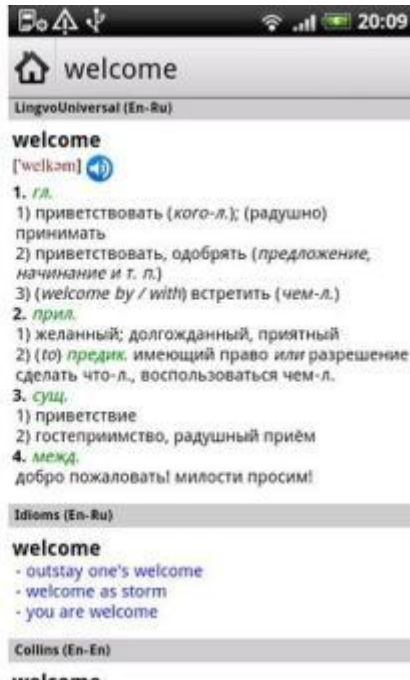 20:09
welcome
LingvoUniversal (En-Ru)
welcome
['welkəm]
1. гл.
1) приветствовать (кого-л.); (радушно)
принимать
2) приветствовать, одобрять (предложение,
начинание и т. п.)
3) (welcome by / with) встретить (чем-л.)
2. прил.
1) желанный; долгожданный, приятный
2) (to) предик. имеющий право или разрешение
сделать что-л., воспользоваться чем-л.
3. сущ.
1) приветствие
2) гостеприимство, радушный приём
4. межд.
добро пожаловать! милости просим!
Idioms (En-Ru)
welcome
- outstay one's welcome
- welcome as storm
- you are welcome
Collins (En-En)
welcome